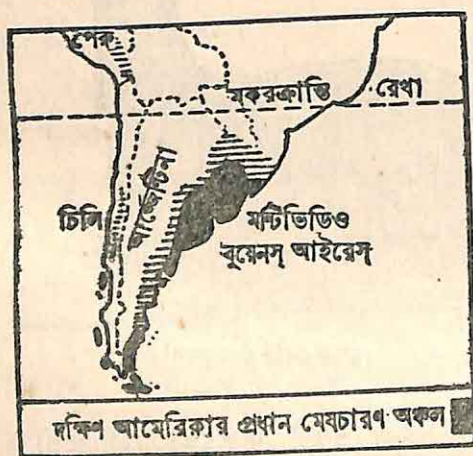 পেরু
মকরক্রান্তি রেখা
আর্জেন্টিনা
চিলি
মন্টিভিডিও
বুয়েনস্ আইরেস্
দক্ষিণ আমেরিকার প্রধান মেষচারণ অঞ্চল